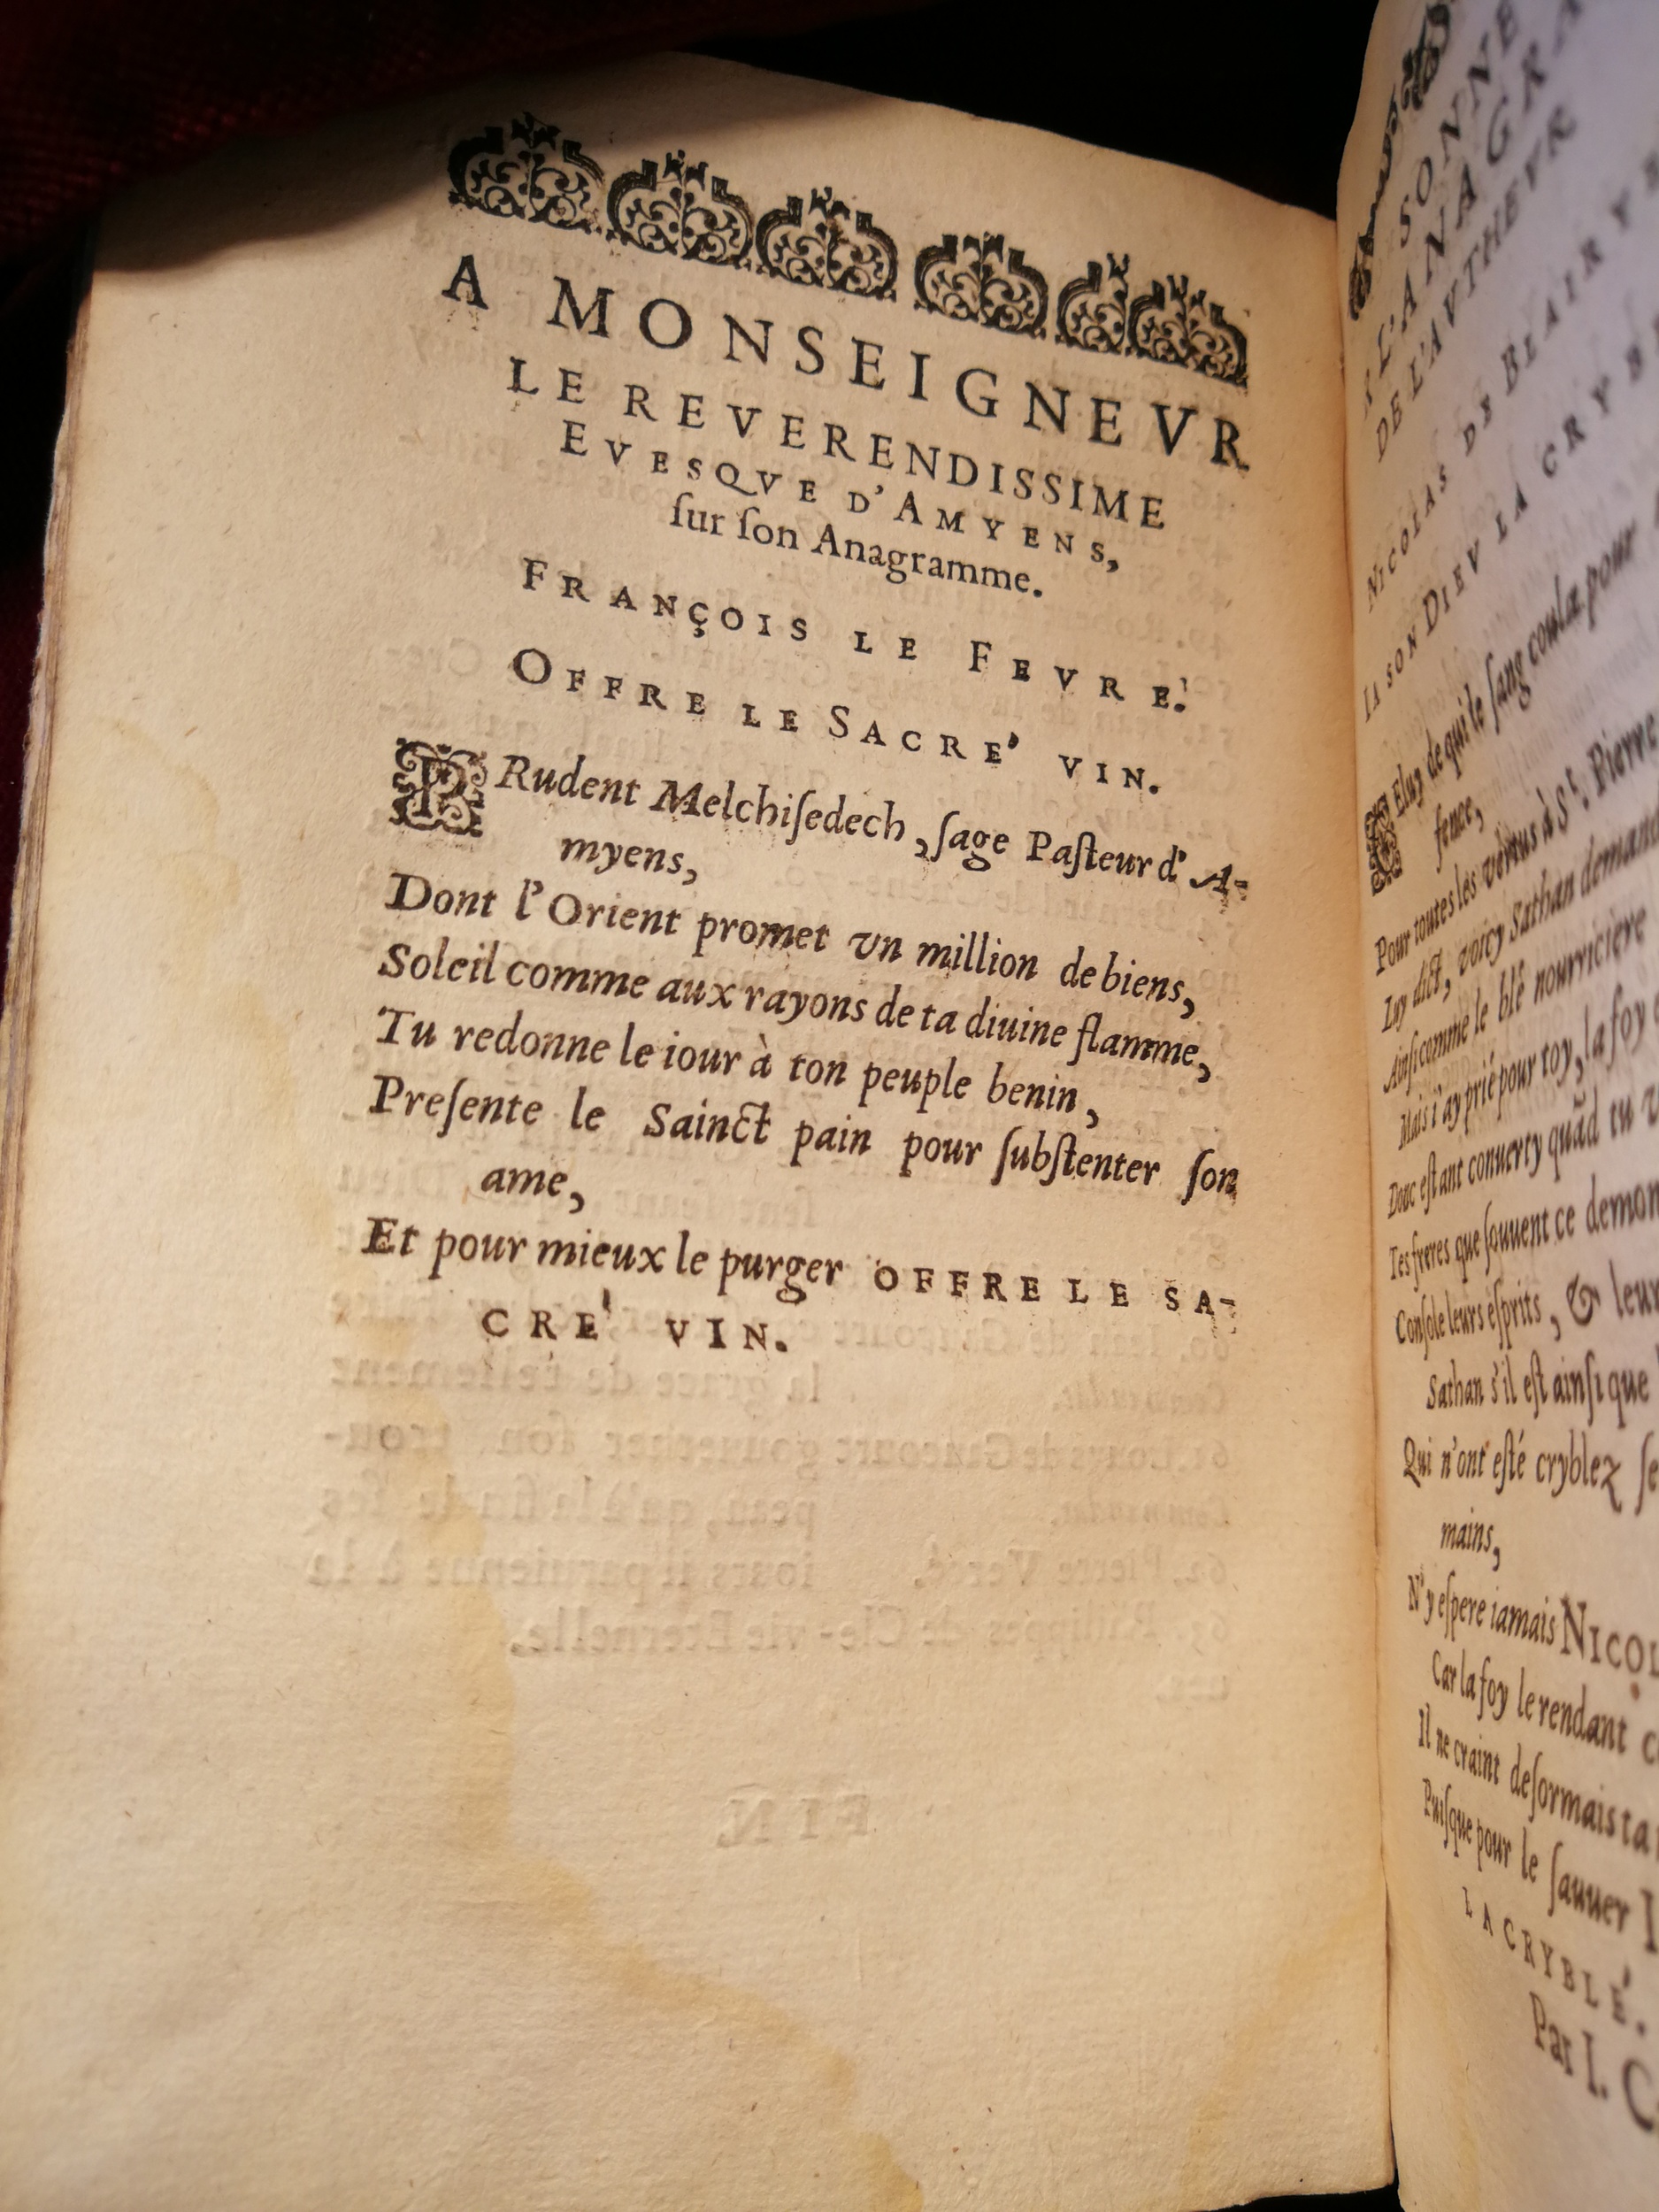 A MONSEIGNEVR
LE REVERENDISSIME
EVESQVE D'AMYENS,
ſur ſon Anagramme.
FRANÇOIS LE FEVRE.
OFFRE LE SACRE' VIN.
PRudent Melchiſedech, ſage Paſteur d'A-
myens,
Dont l'Orient promet vn million de biens,
Soleil comme aux rayons de ta diuine flamme,
Tu redonne le iour à ton peuple benin,
Preſente le Sainct pain pour ſubſtenter ſon
ame,
Et pour mieux le purger OFFRE LE SA-
CRE' VIN.
SONNE
L'ANAGRA
DE L'AVTHEVR
NICOLAS DE BLAIRY
LI SON DIEV LA CRYB
CEluy de qui le ſang coula pour
fence,
Pour toutes les vertus à St. Pierre
Luy dict, voicy Sathan demand
Ainſi comme le blé nourriciere
Mais i'ay prié pour toy, la foy
Donc eſtant conuerty quãd tu
Tes freres que ſouuent ce demon
Conſole leurs eſprits, & leur
Sathan s'il eſt ainſi que
Qui n'ont eſté cryblez ſe
mains,
N'y eſpere iamais NICOL
Car la foy le rendant
Il ne craint deſormais ta
Puiſque pour le ſauuer
LA CRYBLÉ.
Par I. C